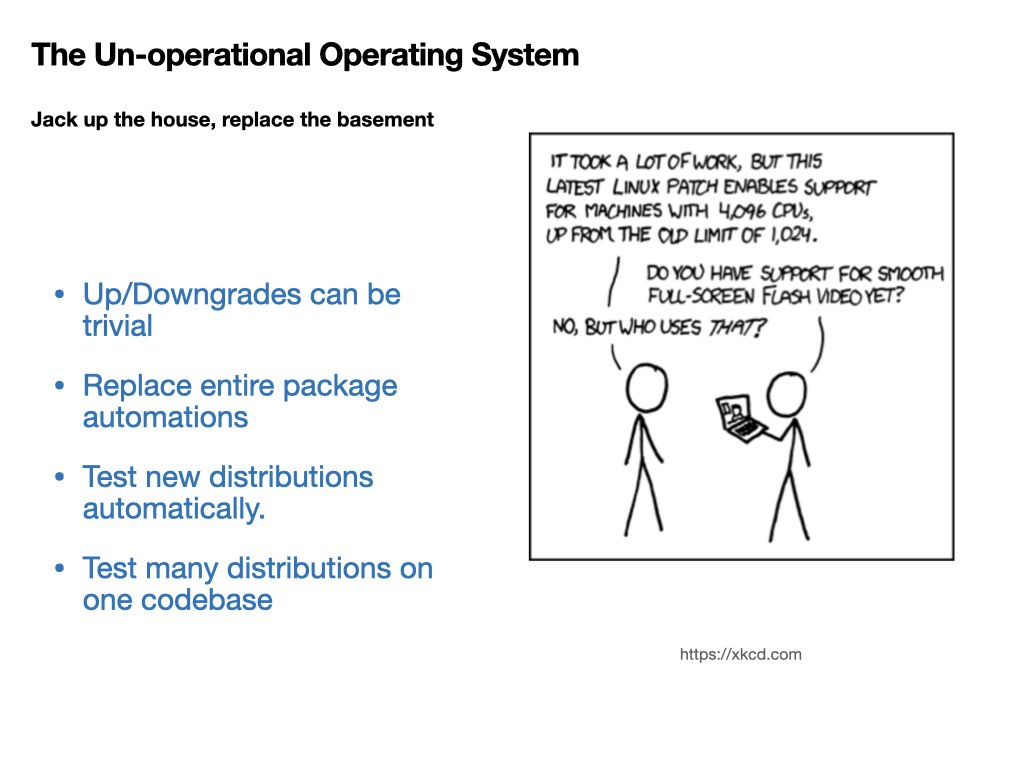 The Un-operational Operating System
Jack up the house, replace the basement
• Up/Downgrades can be
trivial
• Replace entire package
automations
• Test new distributions
automatically.
• Test many distributions on
one codebase
IT TOOK A LOT OF WORK, BUT THIS
LATEST LINUX PATCH ENABLES SUPPORT
FOR MACHINES WITH 4,096 CPUs,
UP FROM THE OLD LIMIT OF 1,024.
DO YOU HAVE SUPPORT FOR SMOOTH
FULL-SCREEN FLASH VIDEO YET?
NO, BUT WHO USES THAT?
https://xkcd.com